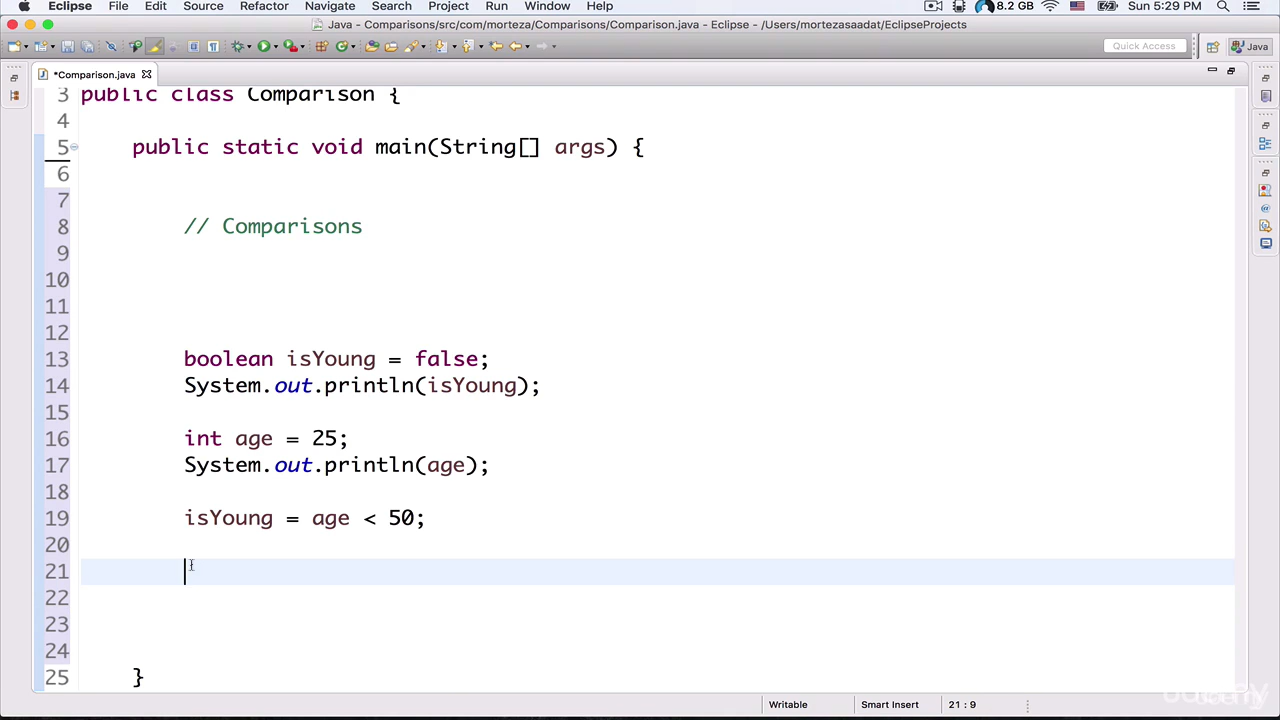 Eclipse File Edit Source Refactor Navigate Search Project Run Window Help 8.2 GB Sun 5:29 PM
Java - Comparisons/src/com/morteza/Comparisons/Comparison.java - Eclipse - /Users/mortezasaadat/EclipseProjects
Quick Access Java
*Comparison.java
3 public class Comparison {
4
5 public static void main(String[] args) {
6
7
8 // Comparisons
9
10
11
12
13 boolean isYoung = false;
14 System.out.println(isYoung);
15
16 int age = 25;
17 System.out.println(age);
18
19 isYoung = age < 50;
20
21
22
23
24
25 }
Writable Smart Insert 21 : 9